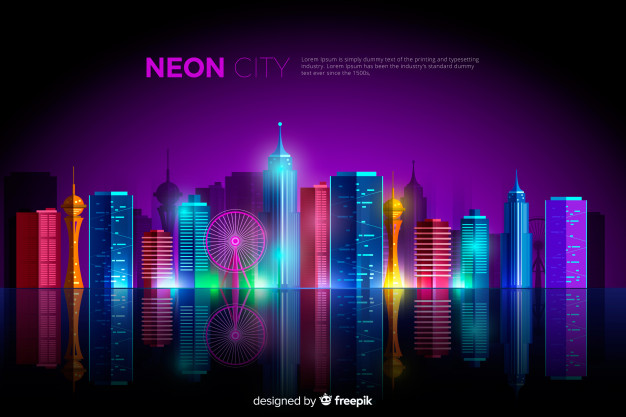 NEON CITY
Lorem Ipsum is simply dummy text of the printing and typesetting
industry. Lorem Ipsum has been the industry's standard dummy
text ever since the 1500s.
designed by freepik